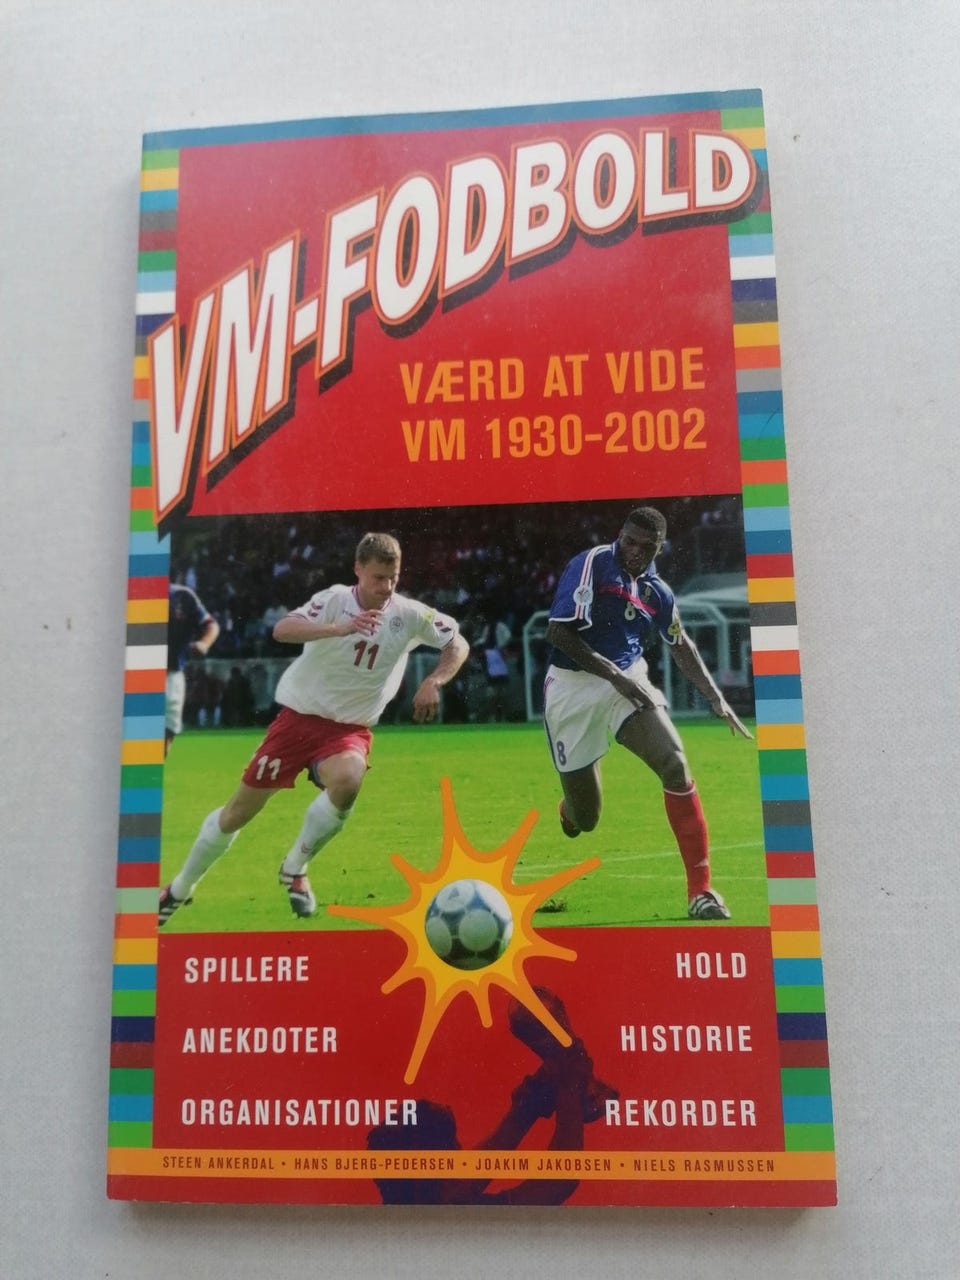 VM-FODBOLD
VÆRD AT VIDE
VM 1930-2002
11
11
8
8
SPILLERE
HOLD
ANEKDOTER
HISTORIE
ORGANISATIONER
REKORDER
STEEN ANKERDAL • HANS BJERG-PEDERSEN • JOAKIM JAKOBSEN • NIELS RASMUSSEN